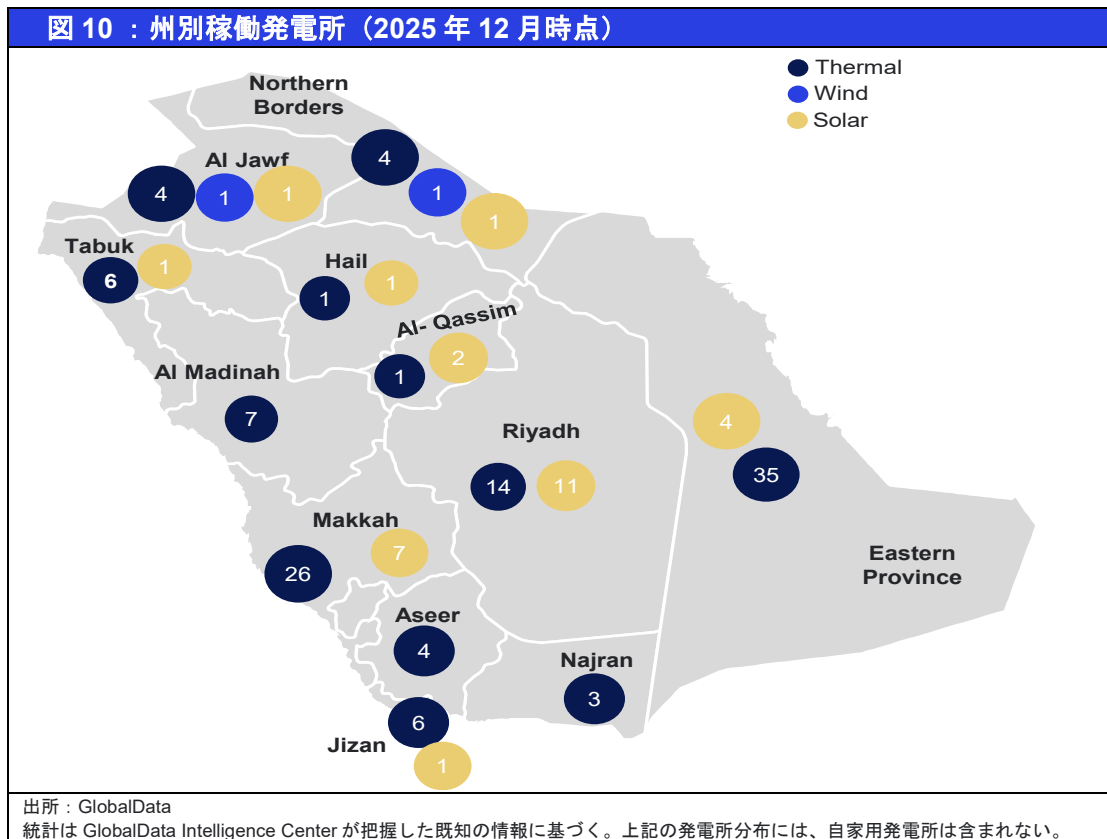 図 10 ：州別稼働発電所（2025 年 12 月時点）
Thermal
Wind
Solar
Northern
Borders
4
1
1
Al Jawf
4
1
1
Tabuk
6
1
Hail
1
1
Al- Qassim
1
2
Al Madinah
7
Riyadh
14
11
4
35
Eastern
Province
Makkah
26
7
Aseer
4
Najran
3
Jizan
6
1
出所：GlobalData
統計は GlobalData Intelligence Center が把握した既知の情報に基づく。上記の発電所分布には、自家用発電所は含まれない。